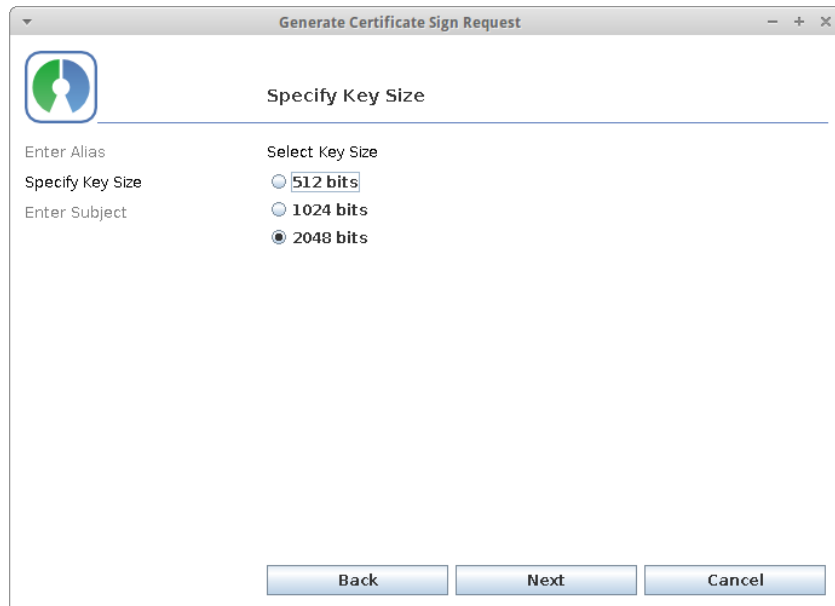 Generate Certificate Sign Request
Specify Key Size
Enter Alias
Specify Key Size
Enter Subject
Select Key Size
512 bits
1024 bits
2048 bits
Back Next Cancel